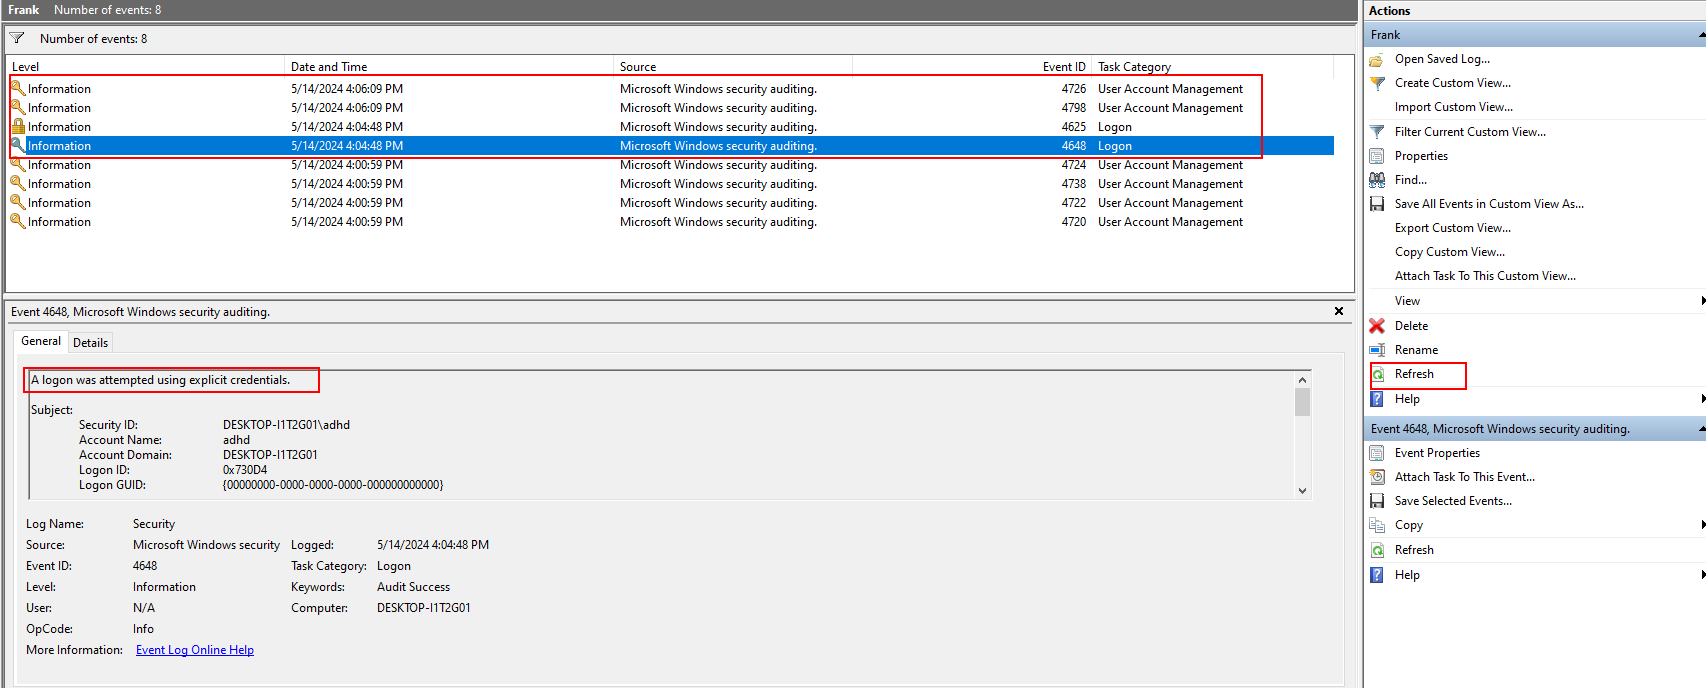 Frank Number of events: 8
Number of events: 8
Level Date and Time Source Event ID Task Category
Information 5/14/2024 4:06:09 PM Microsoft Windows security auditing. 4726 User Account Management
Information 5/14/2024 4:06:09 PM Microsoft Windows security auditing. 4798 User Account Management
Information 5/14/2024 4:04:48 PM Microsoft Windows security auditing. 4625 Logon
Information 5/14/2024 4:04:48 PM Microsoft Windows security auditing. 4648 Logon
Information 5/14/2024 4:00:59 PM Microsoft Windows security auditing. 4724 User Account Management
Information 5/14/2024 4:00:59 PM Microsoft Windows security auditing. 4738 User Account Management
Information 5/14/2024 4:00:59 PM Microsoft Windows security auditing. 4722 User Account Management
Information 5/14/2024 4:00:59 PM Microsoft Windows security auditing. 4720 User Account Management
Event 4648, Microsoft Windows security auditing.
General Details
A logon was attempted using explicit credentials.
Subject:
Security ID: DESKTOP-I1T2G01\adhd
Account Name: adhd
Account Domain: DESKTOP-I1T2G01
Logon ID: 0x730D4
Logon GUID: {00000000-0000-0000-0000-000000000000}
Log Name: Security
Source: Microsoft Windows security Logged: 5/14/2024 4:04:48 PM
Event ID: 4648 Task Category: Logon
Level: Information Keywords: Audit Success
User: N/A Computer: DESKTOP-I1T2G01
OpCode: Info
More Information: Event Log Online Help
Actions
Frank
Open Saved Log...
Create Custom View...
Import Custom View...
Filter Current Custom View...
Properties
Find...
Save All Events in Custom View As...
Export Custom View...
Copy Custom View...
Attach Task To This Custom View...
View
Delete
Rename
Refresh
Help
Event 4648, Microsoft Windows security auditing.
Event Properties
Attach Task To This Event...
Save Selected Events...
Copy
Refresh
Help